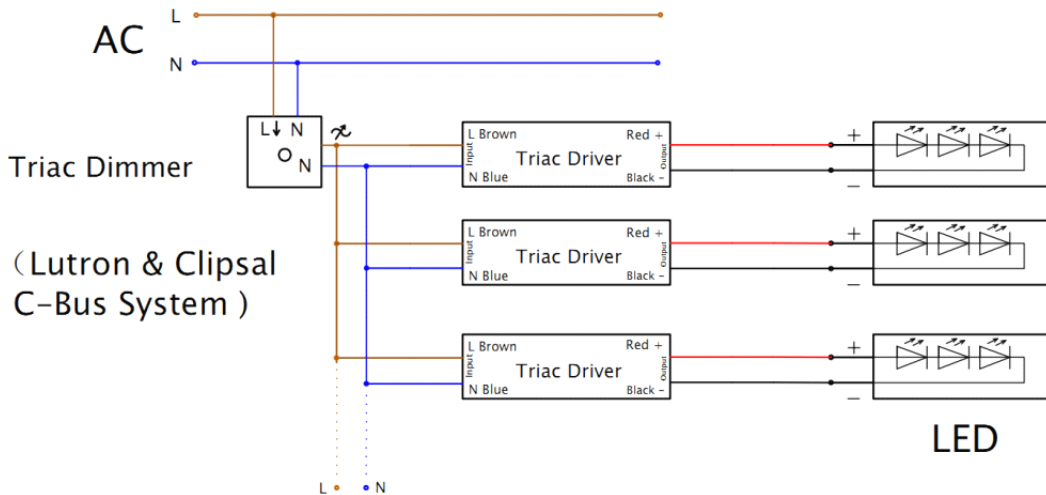 L
AC
N
L N
N
Triac Dimmer
L Brown
Input
N Blue
Triac Driver
Red +
Output
Black -
+
−
(Lutron & Clipsal
C-Bus System )
L Brown
Input
N Blue
Triac Driver
Red +
Output
Black -
+
−
L Brown
Input
N Blue
Triac Driver
Red +
Output
Black -
+
−
LED
L N